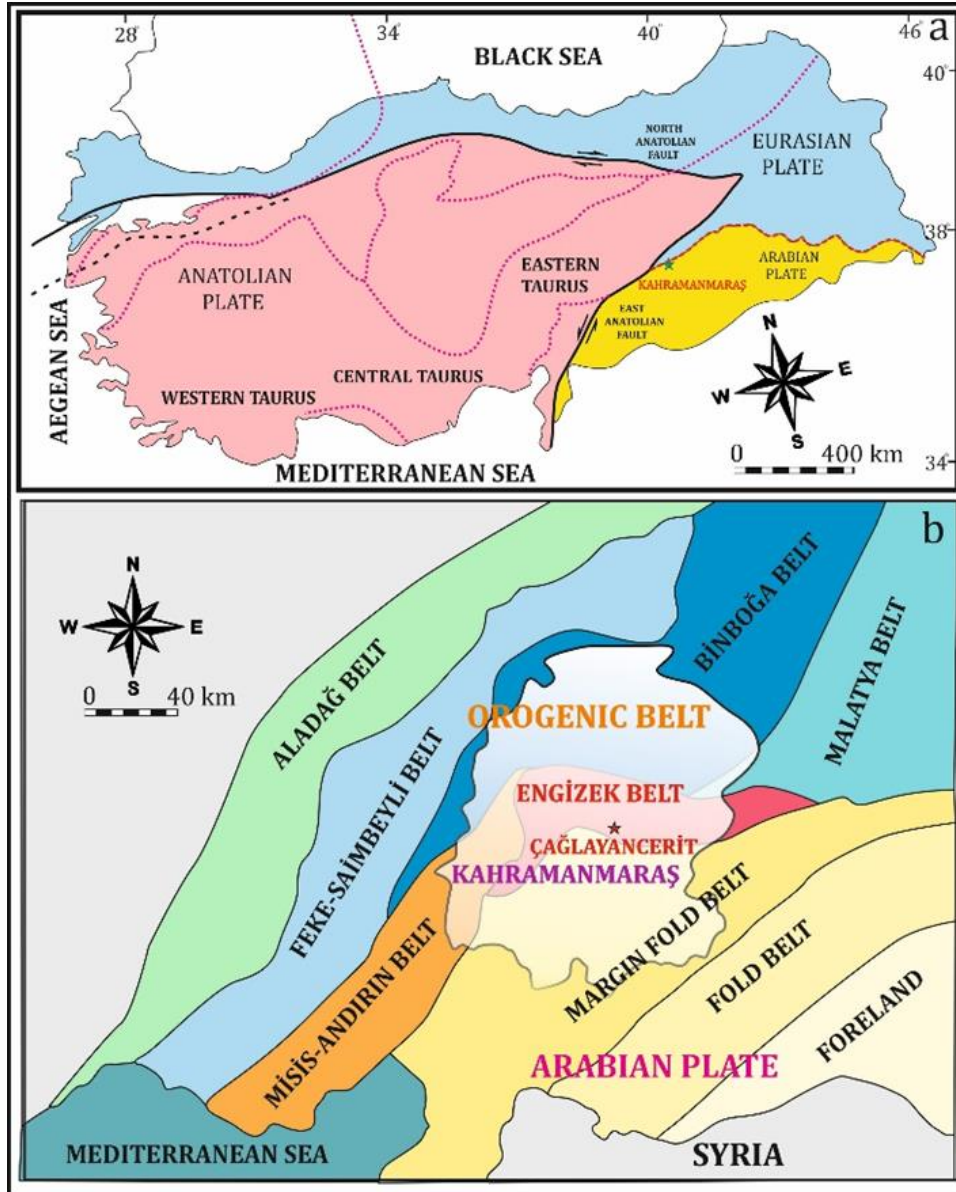 28°
34°
40°
46°
a
BLACK SEA
40°
NORTH
ANATOLIAN
FAULT
EURASIAN
PLATE
38°
ANATOLIAN
PLATE
EASTERN
TAURUS
ARABIAN
PLATE
KAHRAMANMARAŞ
EAST
ANATOLIAN
FAULT
AEGEAN SEA
CENTRAL TAURUS
WESTERN TAURUS
N
W
E
S
0 400 km
MEDITERRANEAN SEA
34°
b
N
W
E
S
0 40 km
ALADAĞ BELT
BİNBOĞA BELT
MALATYA BELT
OROGENIC BELT
FEKE-SAİMBEYLİ BELT
ENGİZEK BELT
ÇAĞLAYANCERİT
KAHRAMANMARAŞ
MİSİS-ANDIRIN BELT
MARGIN FOLD BELT
FOLD BELT
FORELAND
ARABIAN PLATE
MEDITERRANEAN SEA
SYRIA